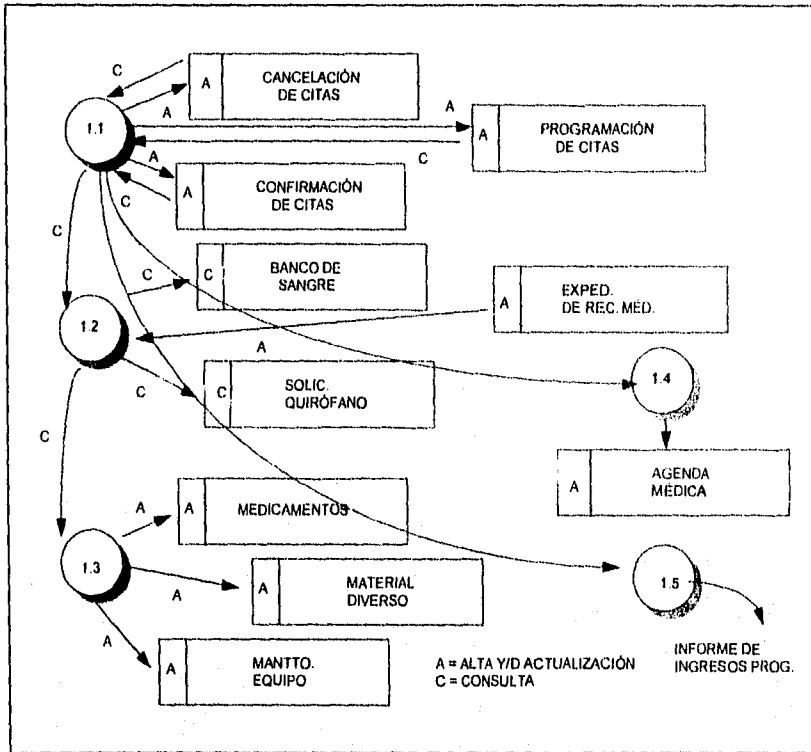 C
A
CANCELACIÓN
DE CITAS
A
1.1
A
A
PROGRAMACIÓN
DE CITAS
C
A
A
CONFIRMACIÓN
DE CITAS
C
C
C
C
BANCO DE
SANGRE
A
EXPED.
DE REC. MÉD.
1.2
A
C
C
SOLIC.
QUIRÓFANO
1.4
C
A
AGENDA
MÉDICA
A
A
MEDICAMENTOS
1.3
A
A
MATERIAL
DIVERSO
1.5
A
A
MANTTO.
EQUIPO
A = ALTA Y/D ACTUALIZACIÓN
C = CONSULTA
INFORME DE
INGRESOS PROG.